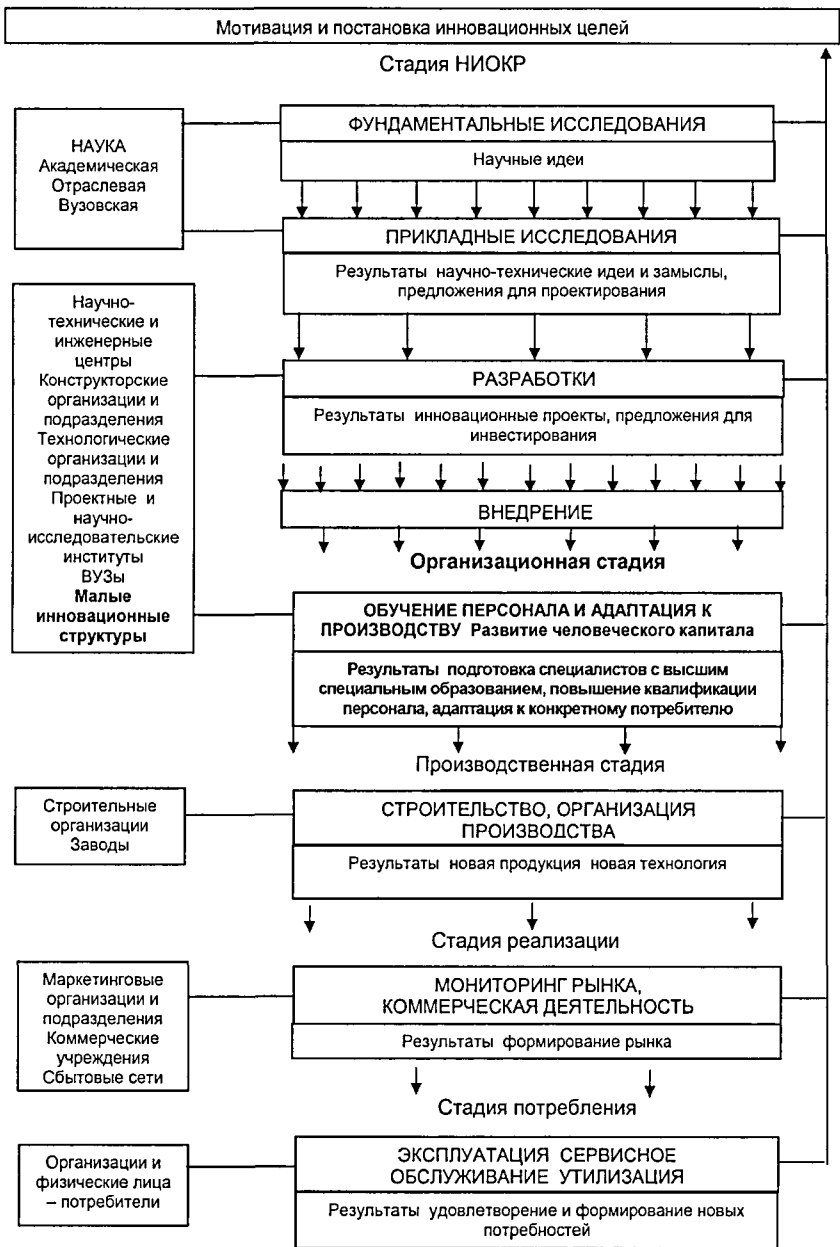 Мотивация и постановка инновационных целей
Стадия НИОКР
НАУКА
Академическая
Отраслевая
Вузовская
ФУНДАМЕНТАЛЬНЫЕ ИССЛЕДОВАНИЯ
Научные идеи
ПРИКЛАДНЫЕ ИССЛЕДОВАНИЯ
Результаты научно-технические идеи и замыслы,
предложения для проектирования
Научно-
технические и
инженерные
центры
Конструкторские
организации и
подразделения
Технологические
организации и
подразделения
Проектные и
научно-
исследовательские
институты
ВУЗы
Малые
инновационные
структуры
РАЗРАБОТКИ
Результаты инновационные проекты, предложения для
инвестирования
ВНЕДРЕНИЕ
Организационная стадия
ОБУЧЕНИЕ ПЕРСОНАЛА И АДАПТАЦИЯ К
ПРОИЗВОДСТВУ Развитие человеческого капитала
Результаты подготовка специалистов с высшим
специальным образованием, повышение квалификации
персонала, адаптация к конкретному потребителю
Производственная стадия
Строительные
организации
Заводы
СТРОИТЕЛЬСТВО, ОРГАНИЗАЦИЯ
ПРОИЗВОДСТВА
Результаты новая продукция новая технология
Стадия реализации
Маркетинговые
организации и
подразделения
Коммерческие
учреждения
Сбытовые сети
МОНИТОРИНГ РЫНКА,
КОММЕРЧЕСКАЯ ДЕЯТЕЛЬНОСТЬ
Результаты формирование рынка
Стадия потребления
Организации и
физические лица
– потребители
ЭКСПЛУАТАЦИЯ СЕРВИСНОЕ
ОБСЛУЖИВАНИЕ УТИЛИЗАЦИЯ
Результаты удовлетворение и формирование новых
потребностей